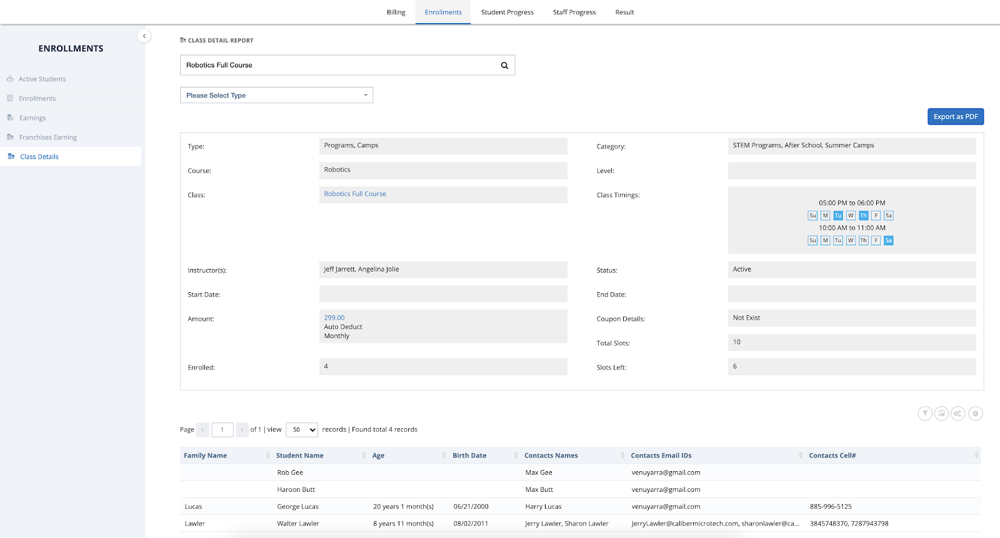 Billing Enrollments Student Progress Staff Progress Result
ENROLLMENTS
Active Students
Enrollments
Earnings
Franchises Earning
Class Details
CLASS DETAIL REPORT
Robotics Full Course
Please Select Type
Export as PDF
Type: Programs, Camps Category: STEM Programs, After School, Summer Camps
Course: Robotics Level:
Class: Robotics Full Course Class Timings:
05:00 PM to 06:00 PM
Su M Tu W Th F Sa
10:00 AM to 11:00 AM
Su M Tu W Th F Sa
Instructor(s): Jeff Jarrett, Angelina Jolie Status: Active
Start Date: End Date:
Amount: 299.00 Coupon Details: Not Exist
Auto Deduct
Monthly
Total Slots: 10
Enrolled: 4 Slots Left: 6
Page 1 of 1 | view 50 records | Found total 4 records
Family Name Student Name Age Birth Date Contacts Names Contacts Email IDs Contacts Cell#
Rob Gee Max Gee venuyarra@gmail.com
Haroon Butt Max Butt venuyarra@gmail.com
Lucas George Lucas 20 years 1 month(s) 06/21/2000 Harry Lucas venuyarra@gmail.com 885-996-5125
Lawler Walter Lawler 8 years 11 month(s) 08/02/2011 Jerry Lawler, Sharon Lawler JerryLawler@calibermicrotech.com, sharonlawler@ca... 3845748370, 7287943798